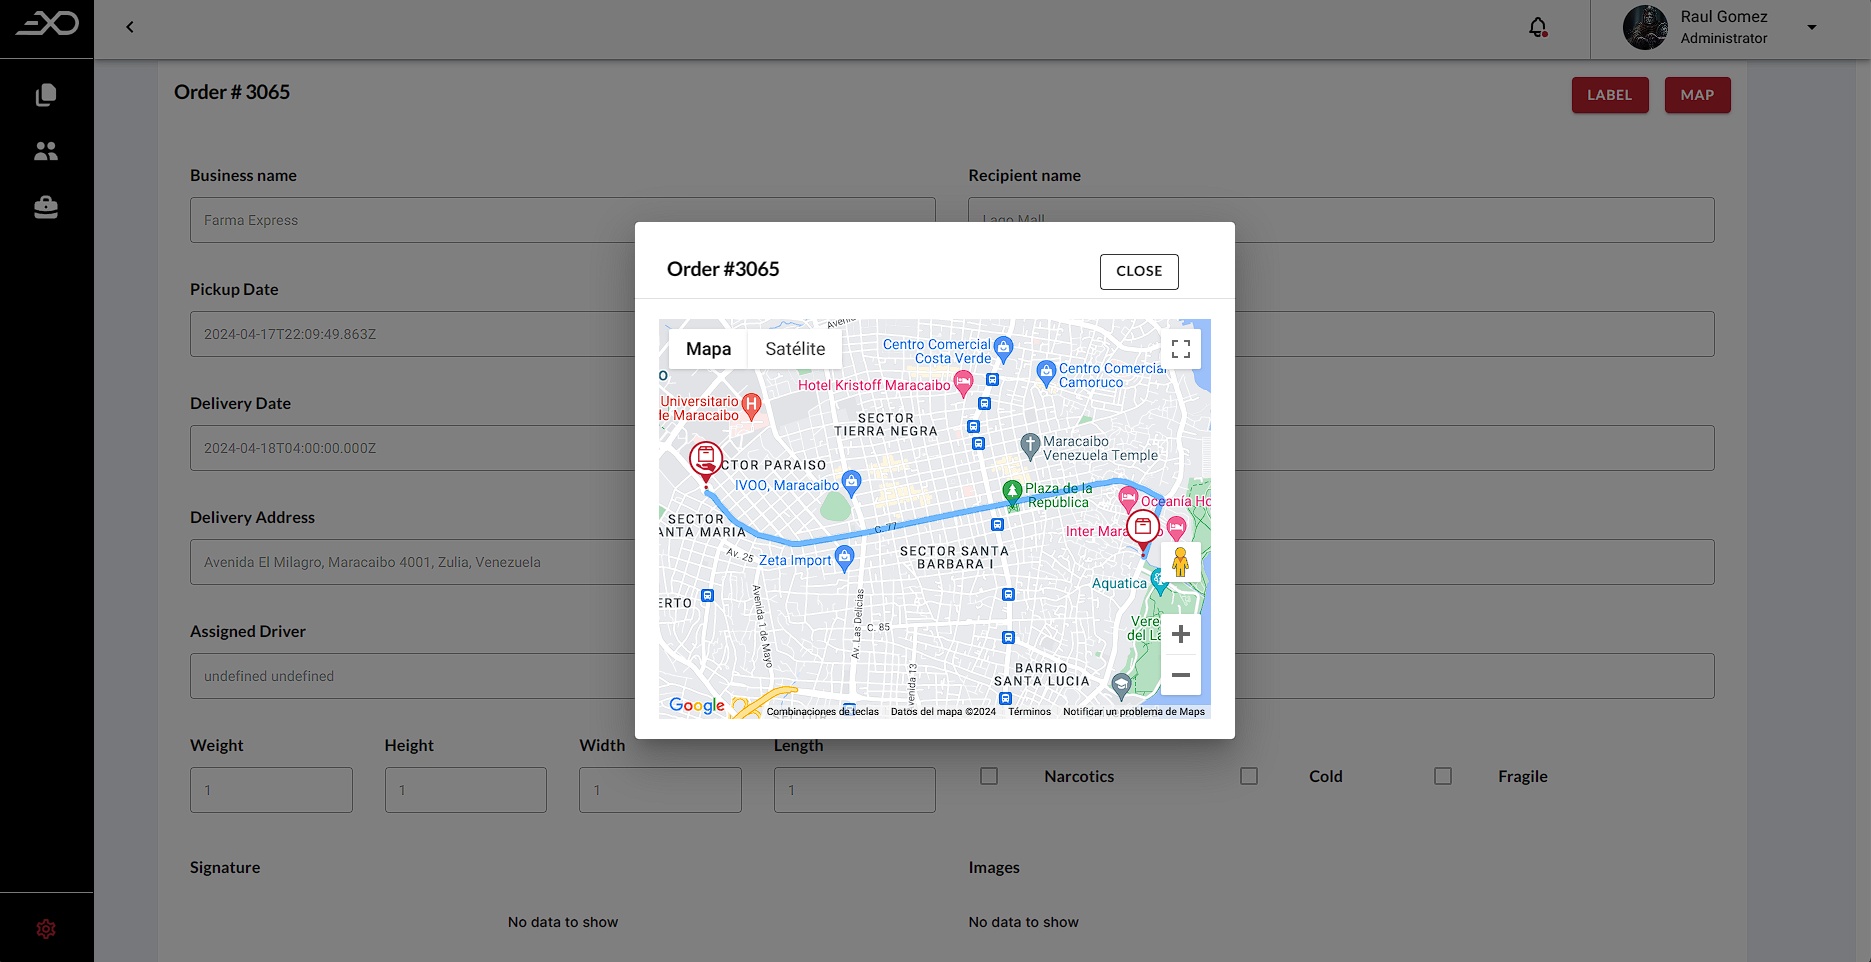 Raul Gomez
Administrator
Order # 3065
LABEL
MAP
Business name
Recipient name
Farma Express
Lago Mall
Order #3065
CLOSE
Pickup Date
2024-04-17T22:09:49.863Z
Delivery Date
2024-04-18T04:00:00.000Z
Delivery Address
Avenida El Milagro, Maracaibo 4001, Zulia, Venezuela
Assigned Driver
undefined undefined
Mapa
Satélite
Centro Comercial
Costa Verde
Centro Comercial
Camoruco
Hotel Kristoff Maracaibo
Universitario
de Maracaibo
SECTOR
TIERRA NEGRA
Maracaibo
Venezuela Temple
CTOR PARAISO
IVOO, Maracaibo
Plaza de la
República
Oceanía Ho
SECTOR
ANTA MARIA
C. 77
Inter Mara
Av. 25
Zeta Import
SECTOR SANTA
BARBARA I
Aquatica
ERTO
Avenida 1 de Mayo
Av. Las Delicias
C. 85
Vere
del La
BARRIO
SANTA LUCIA
venida 13
Google
Combinaciones de teclas
Datos del mapa ©2024
Términos
Notificar un problema de Maps
Weight
Height
Width
Length
1
1
1
1
Narcotics
Cold
Fragile
Signature
Images
No data to show
No data to show